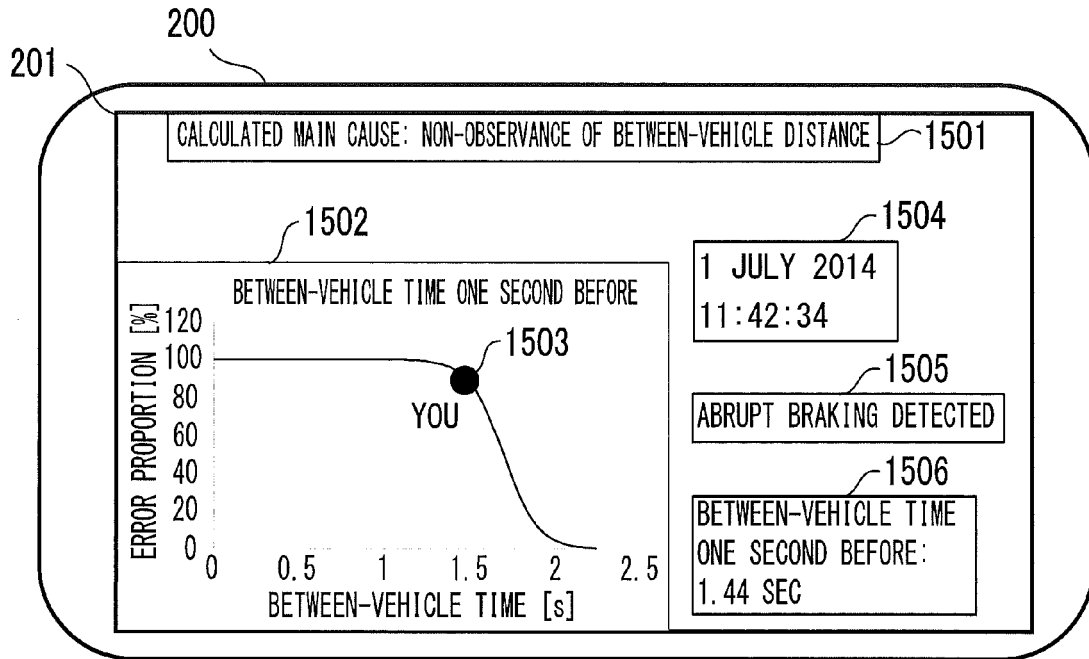 200
201
CALCULATED MAIN CAUSE: NON-OBSERVANCE OF BETWEEN-VEHICLE DISTANCE
1501
1502
BETWEEN-VEHICLE TIME ONE SECOND BEFORE
ERROR PROPORTION [%]
120
100
80
60
40
20
0
1503
YOU
0 0.5 1 1.5 2 2.5
BETWEEN-VEHICLE TIME [s]
1504
1 JULY 2014
11:42:34
1505
ABRUPT BRAKING DETECTED
1506
BETWEEN-VEHICLE TIME
ONE SECOND BEFORE:
1.44 SEC